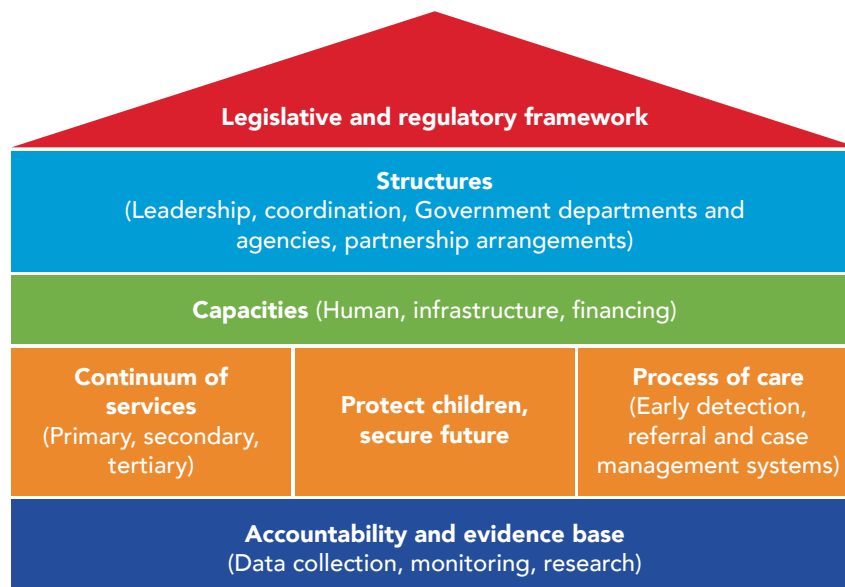 Legislative and regulatory framework
Structures
(Leadership, coordination, Government departments and
agencies, partnership arrangements)
Capacities (Human, infrastructure, financing)
Continuum of
services
(Primary, secondary,
tertiary)
Protect children,
secure future
Process of care
(Early detection,
referral and case
management systems)
Accountability and evidence base
(Data collection, monitoring, research)